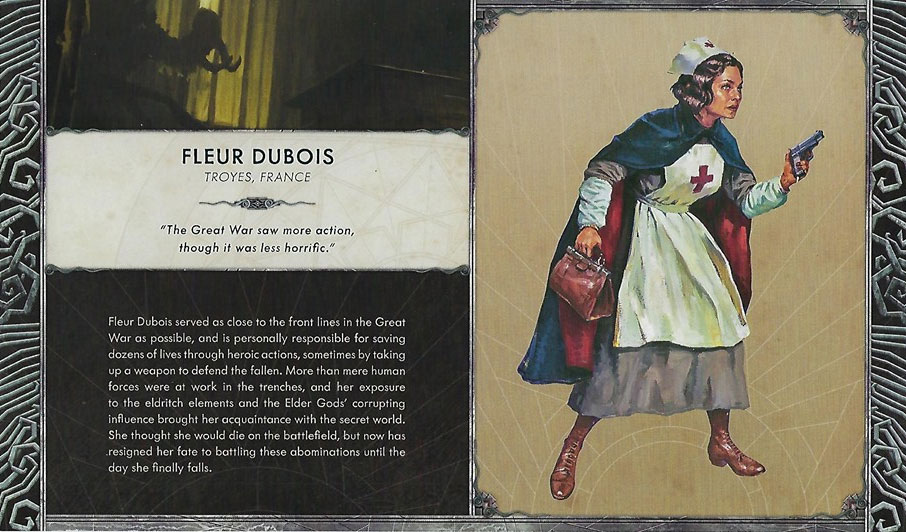 FLEUR DUBOIS
TROYES, FRANCE
“The Great War saw more action,
though it was less horrific.”
Fleur Dubois served as close to the front lines in the Great
War as possible, and is personally responsible for saving
dozens of lives through heroic actions, sometimes by taking
up a weapon to defend the fallen. More than mere human
forces were at work in the trenches, and her exposure
to the eldritch elements and the Elder Gods’ corrupting
influence brought her acquaintance with the secret world.
She thought she would die on the battlefield, but now has
resigned her fate to battling these abominations until the
day she finally falls.